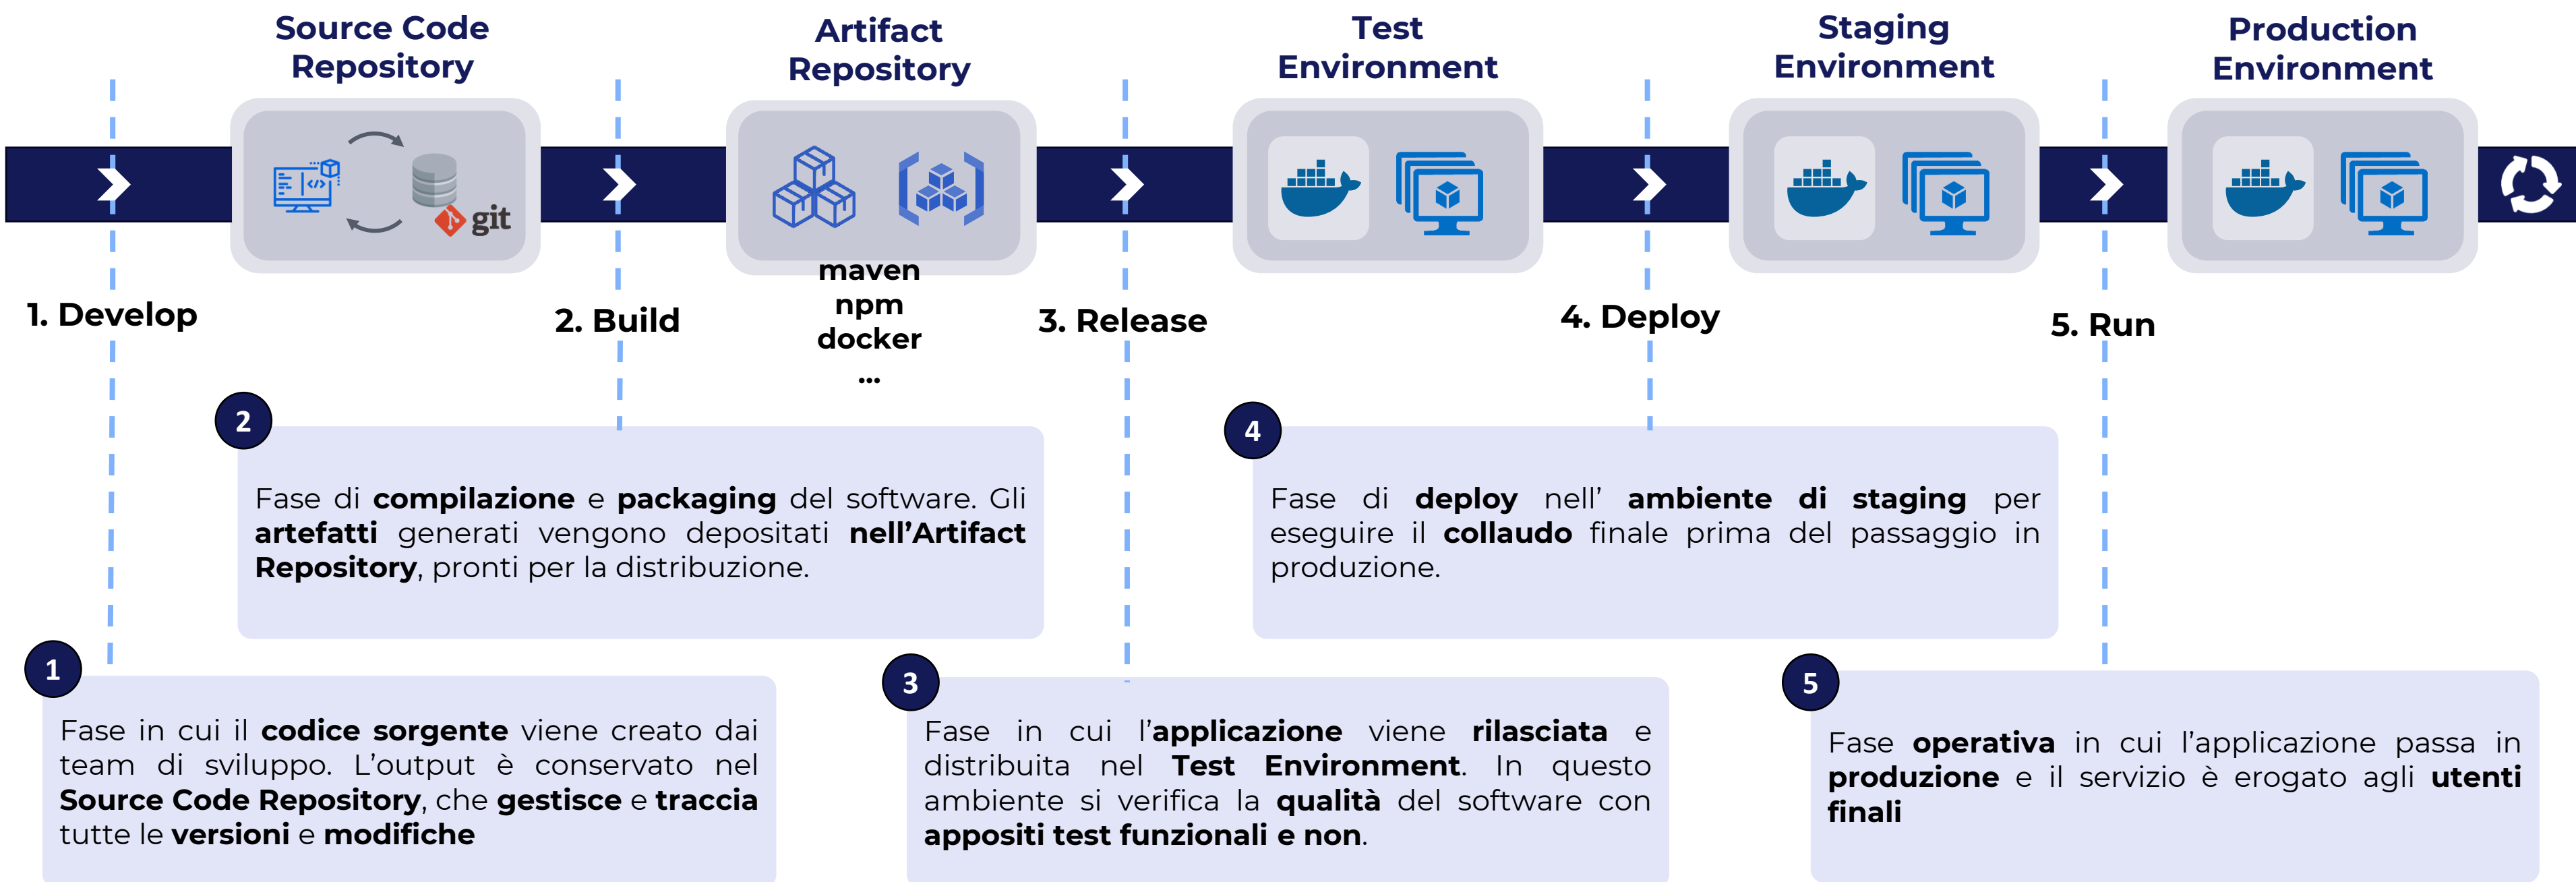 Source Code
Repository
Artifact
Repository
Test
Environment
Staging
Environment
Production
Environment
git
maven
npm
docker
...
1. Develop
2. Build
3. Release
4. Deploy
5. Run
2
Fase di compilazione e packaging del software. Gli
artefatti generati vengono depositati nell'Artifact
Repository, pronti per la distribuzione.
4
Fase di deploy nell' ambiente di staging per
eseguire il collaudo finale prima del passaggio in
produzione.
1
Fase in cui il codice sorgente viene creato dai
team di sviluppo. L'output è conservato nel
Source Code Repository, che gestisce e traccia
tutte le versioni e modifiche
3
Fase in cui l'applicazione viene rilasciata e
distribuita nel Test Environment. In questo
ambiente si verifica la qualità del software con
appositi test funzionali e non.
5
Fase operativa in cui l'applicazione passa in
produzione e il servizio è erogato agli utenti
finali